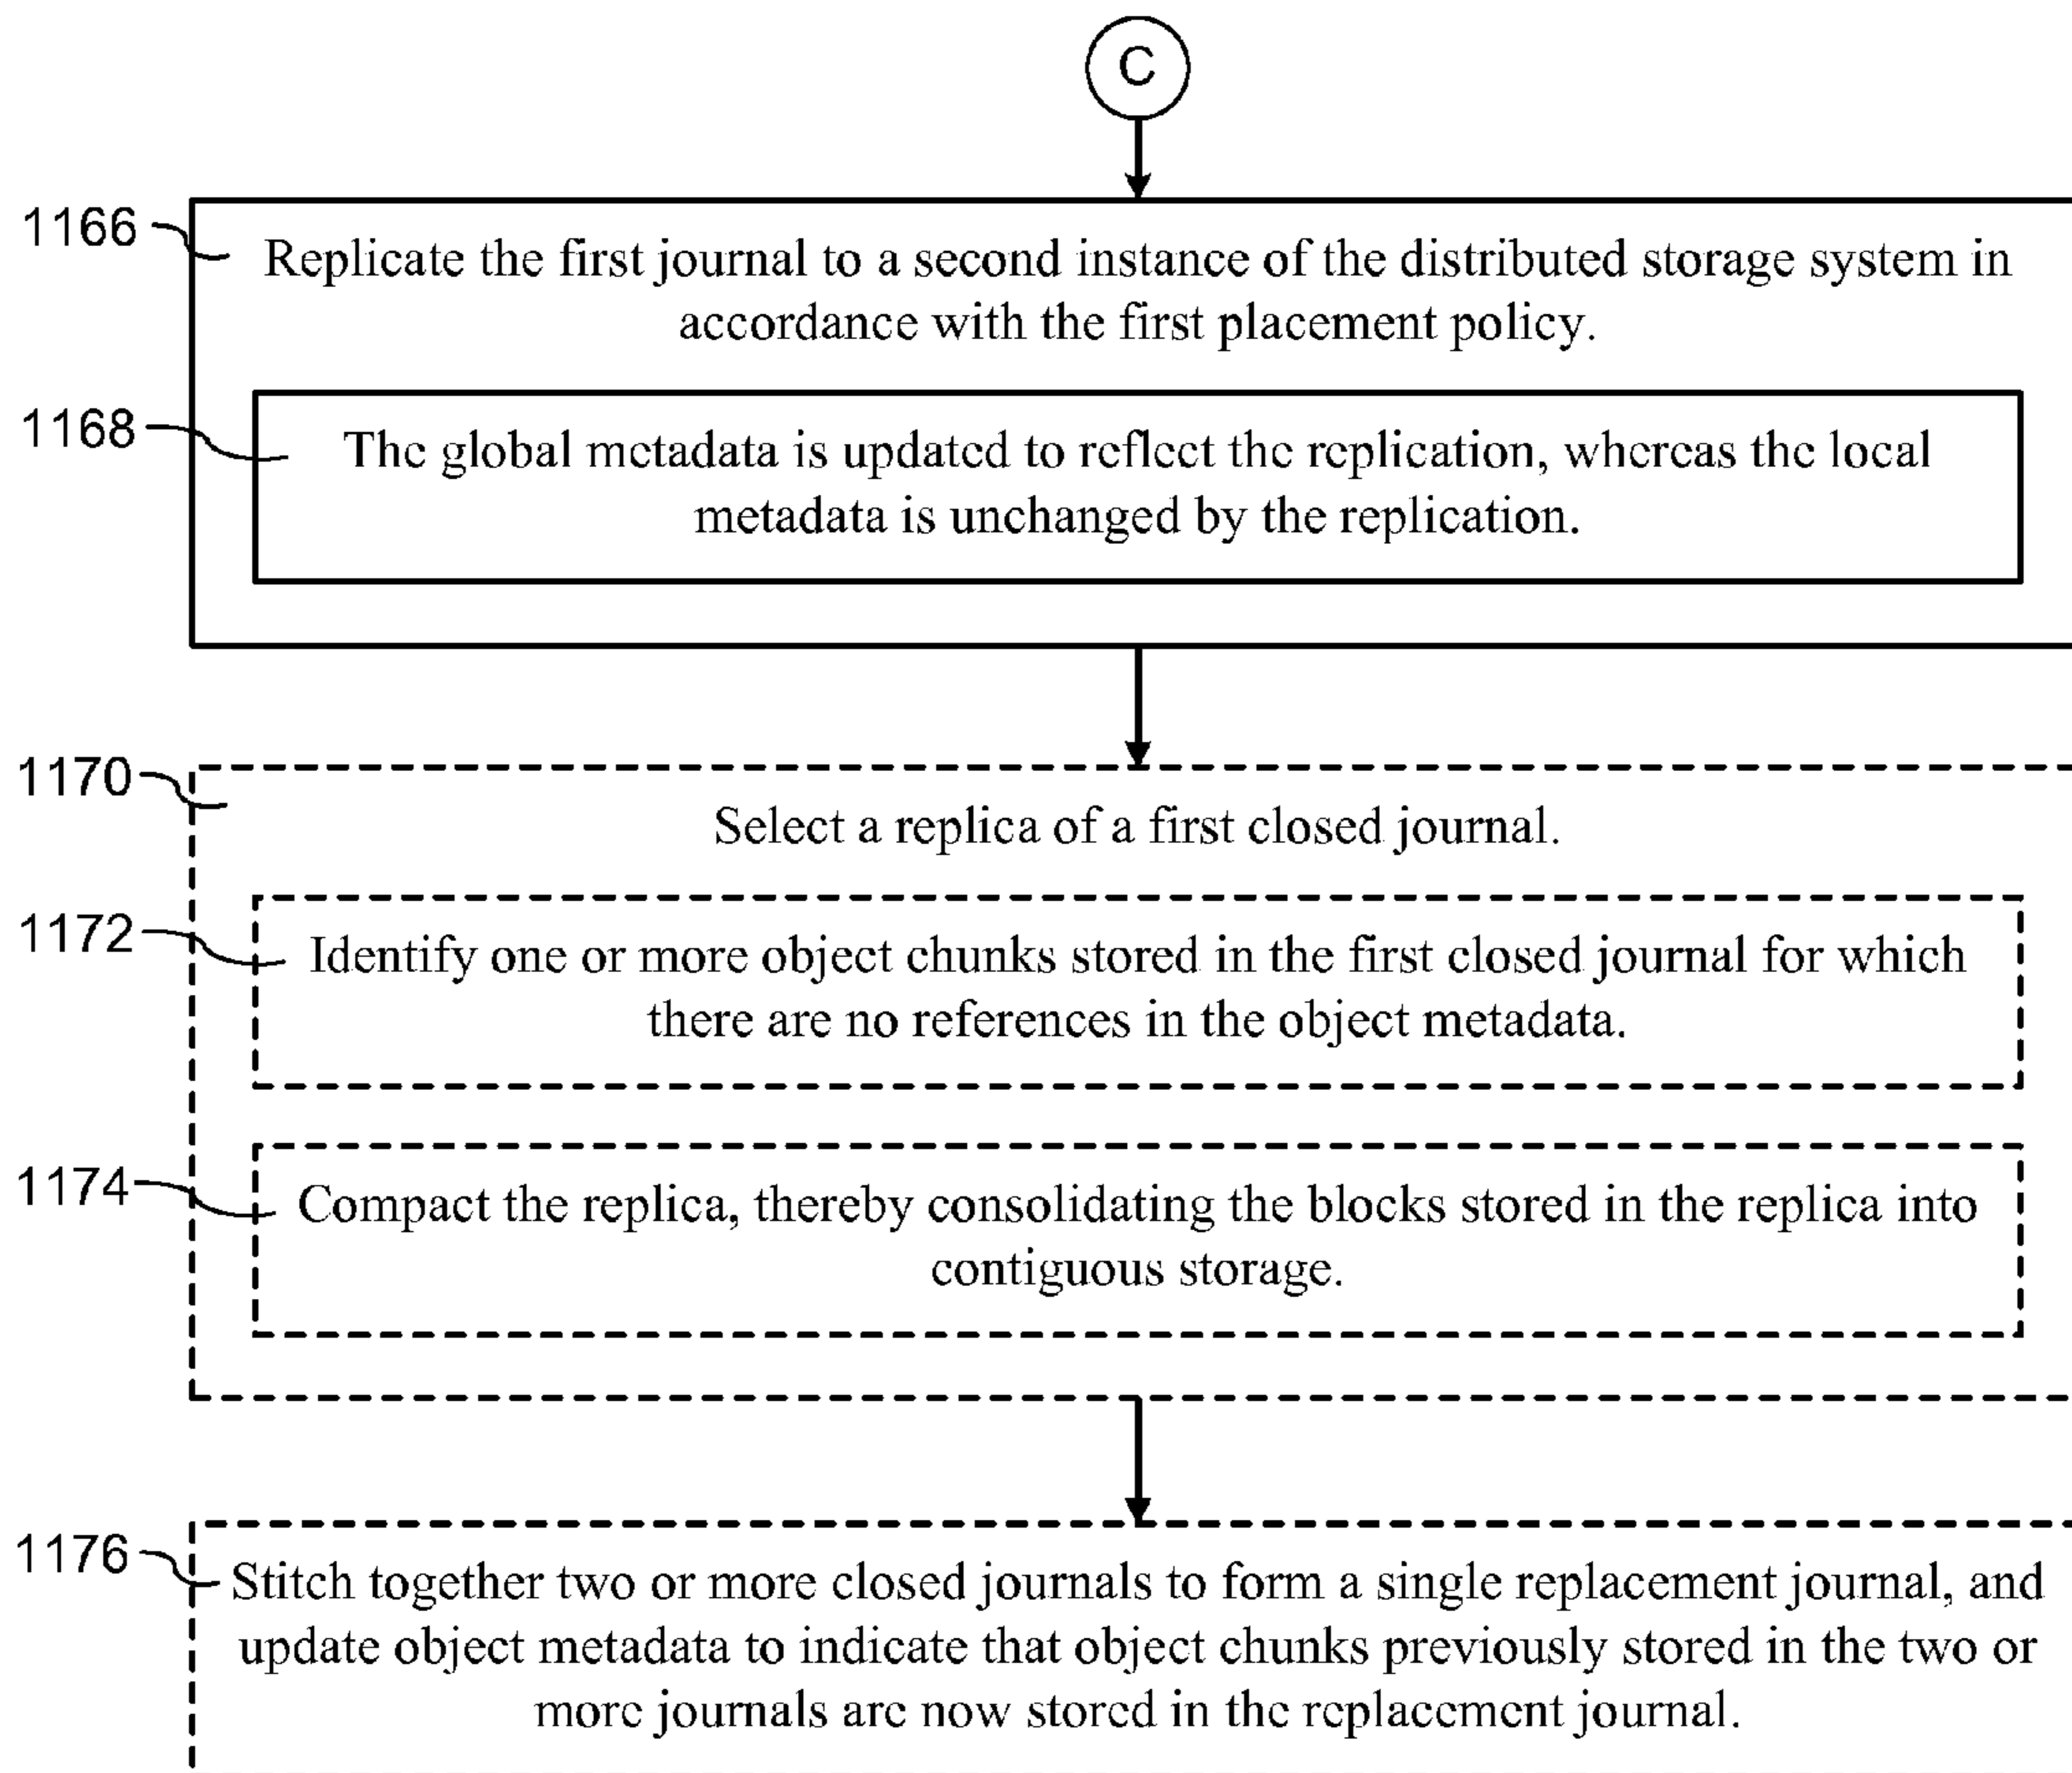 C
1166
Replicate the first journal to a second instance of the distributed storage system in
accordance with the first placement policy.
1168
The global metadata is updated to reflect the replication, whereas the local
metadata is unchanged by the replication.
1170
Select a replica of a first closed journal.
1172
Identify one or more object chunks stored in the first closed journal for which
there are no references in the object metadata.
1174
Compact the replica, thereby consolidating the blocks stored in the replica into
contiguous storage.
1176
Stitch together two or more closed journals to form a single replacement journal, and
update object metadata to indicate that object chunks previously stored in the two or
more journals are now stored in the replacement journal.